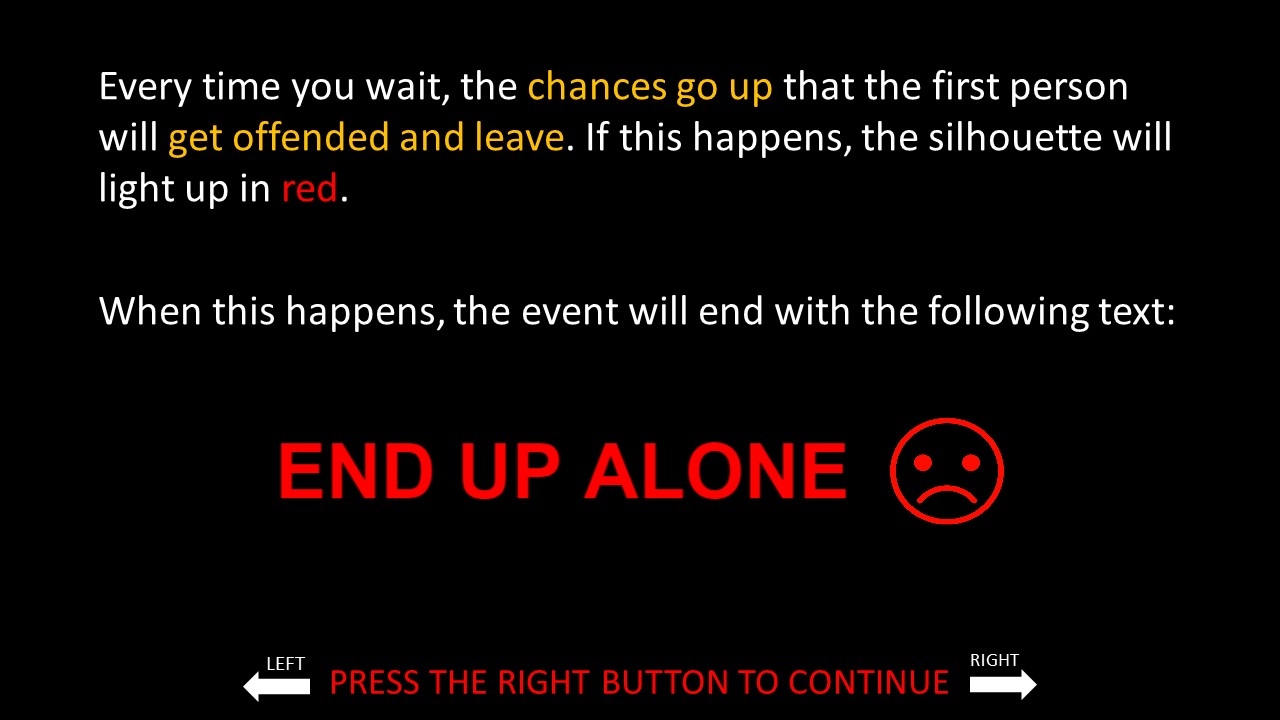 Every time you wait, the chances go up that the first person
will get offended and leave. If this happens, the silhouette will
light up in red.
When this happens, the event will end with the following text:
END UP ALONE
LEFT
PRESS THE RIGHT BUTTON TO CONTINUE
RIGHT